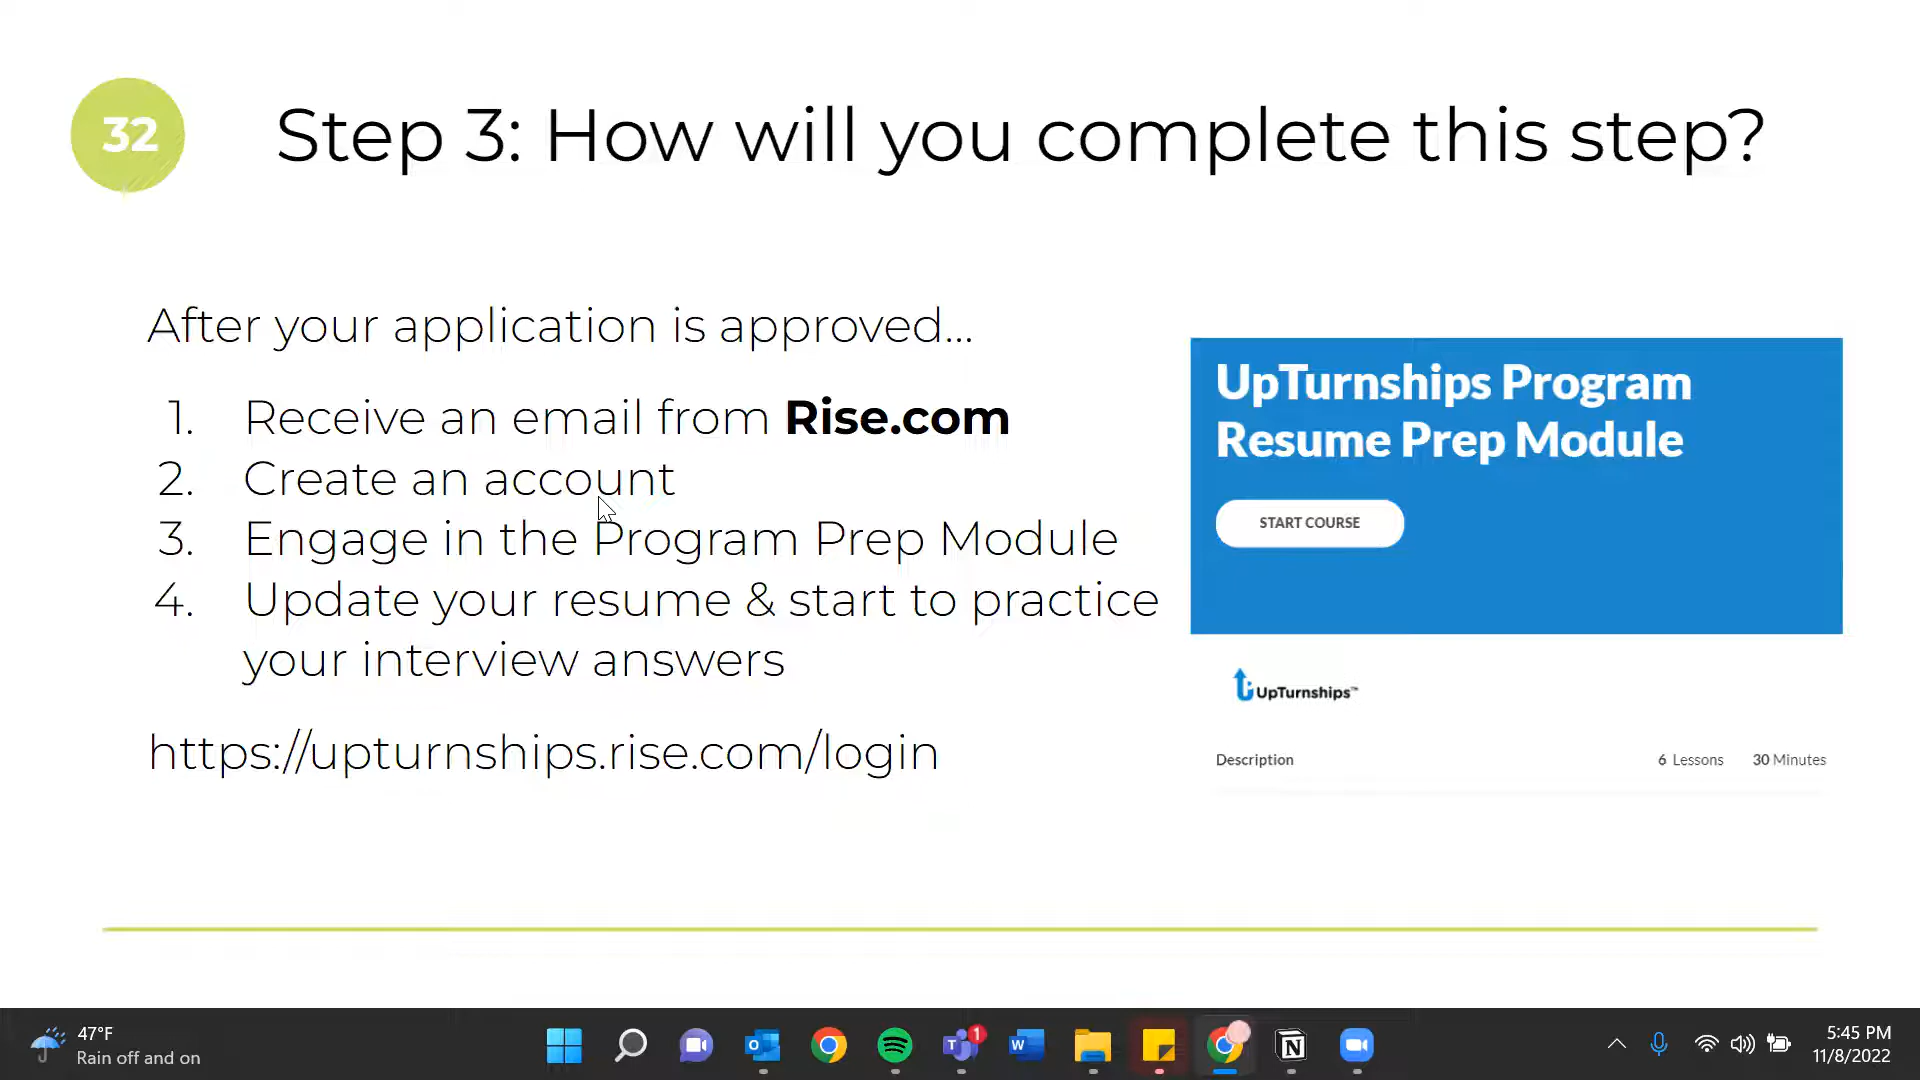 32
Step 3: How will you complete this step?
After your application is approved...
1. Receive an email from Rise.com
2. Create an account
3. Engage in the Program Prep Module
4. Update your resume & start to practice
your interview answers
https://upturnships.rise.com/login
UpTurnships Program
Resume Prep Module
START COURSE
UpTurnships™
Description
6 Lessons
30 Minutes
47°F
Rain off and on
1
5:45 PM
11/8/2022